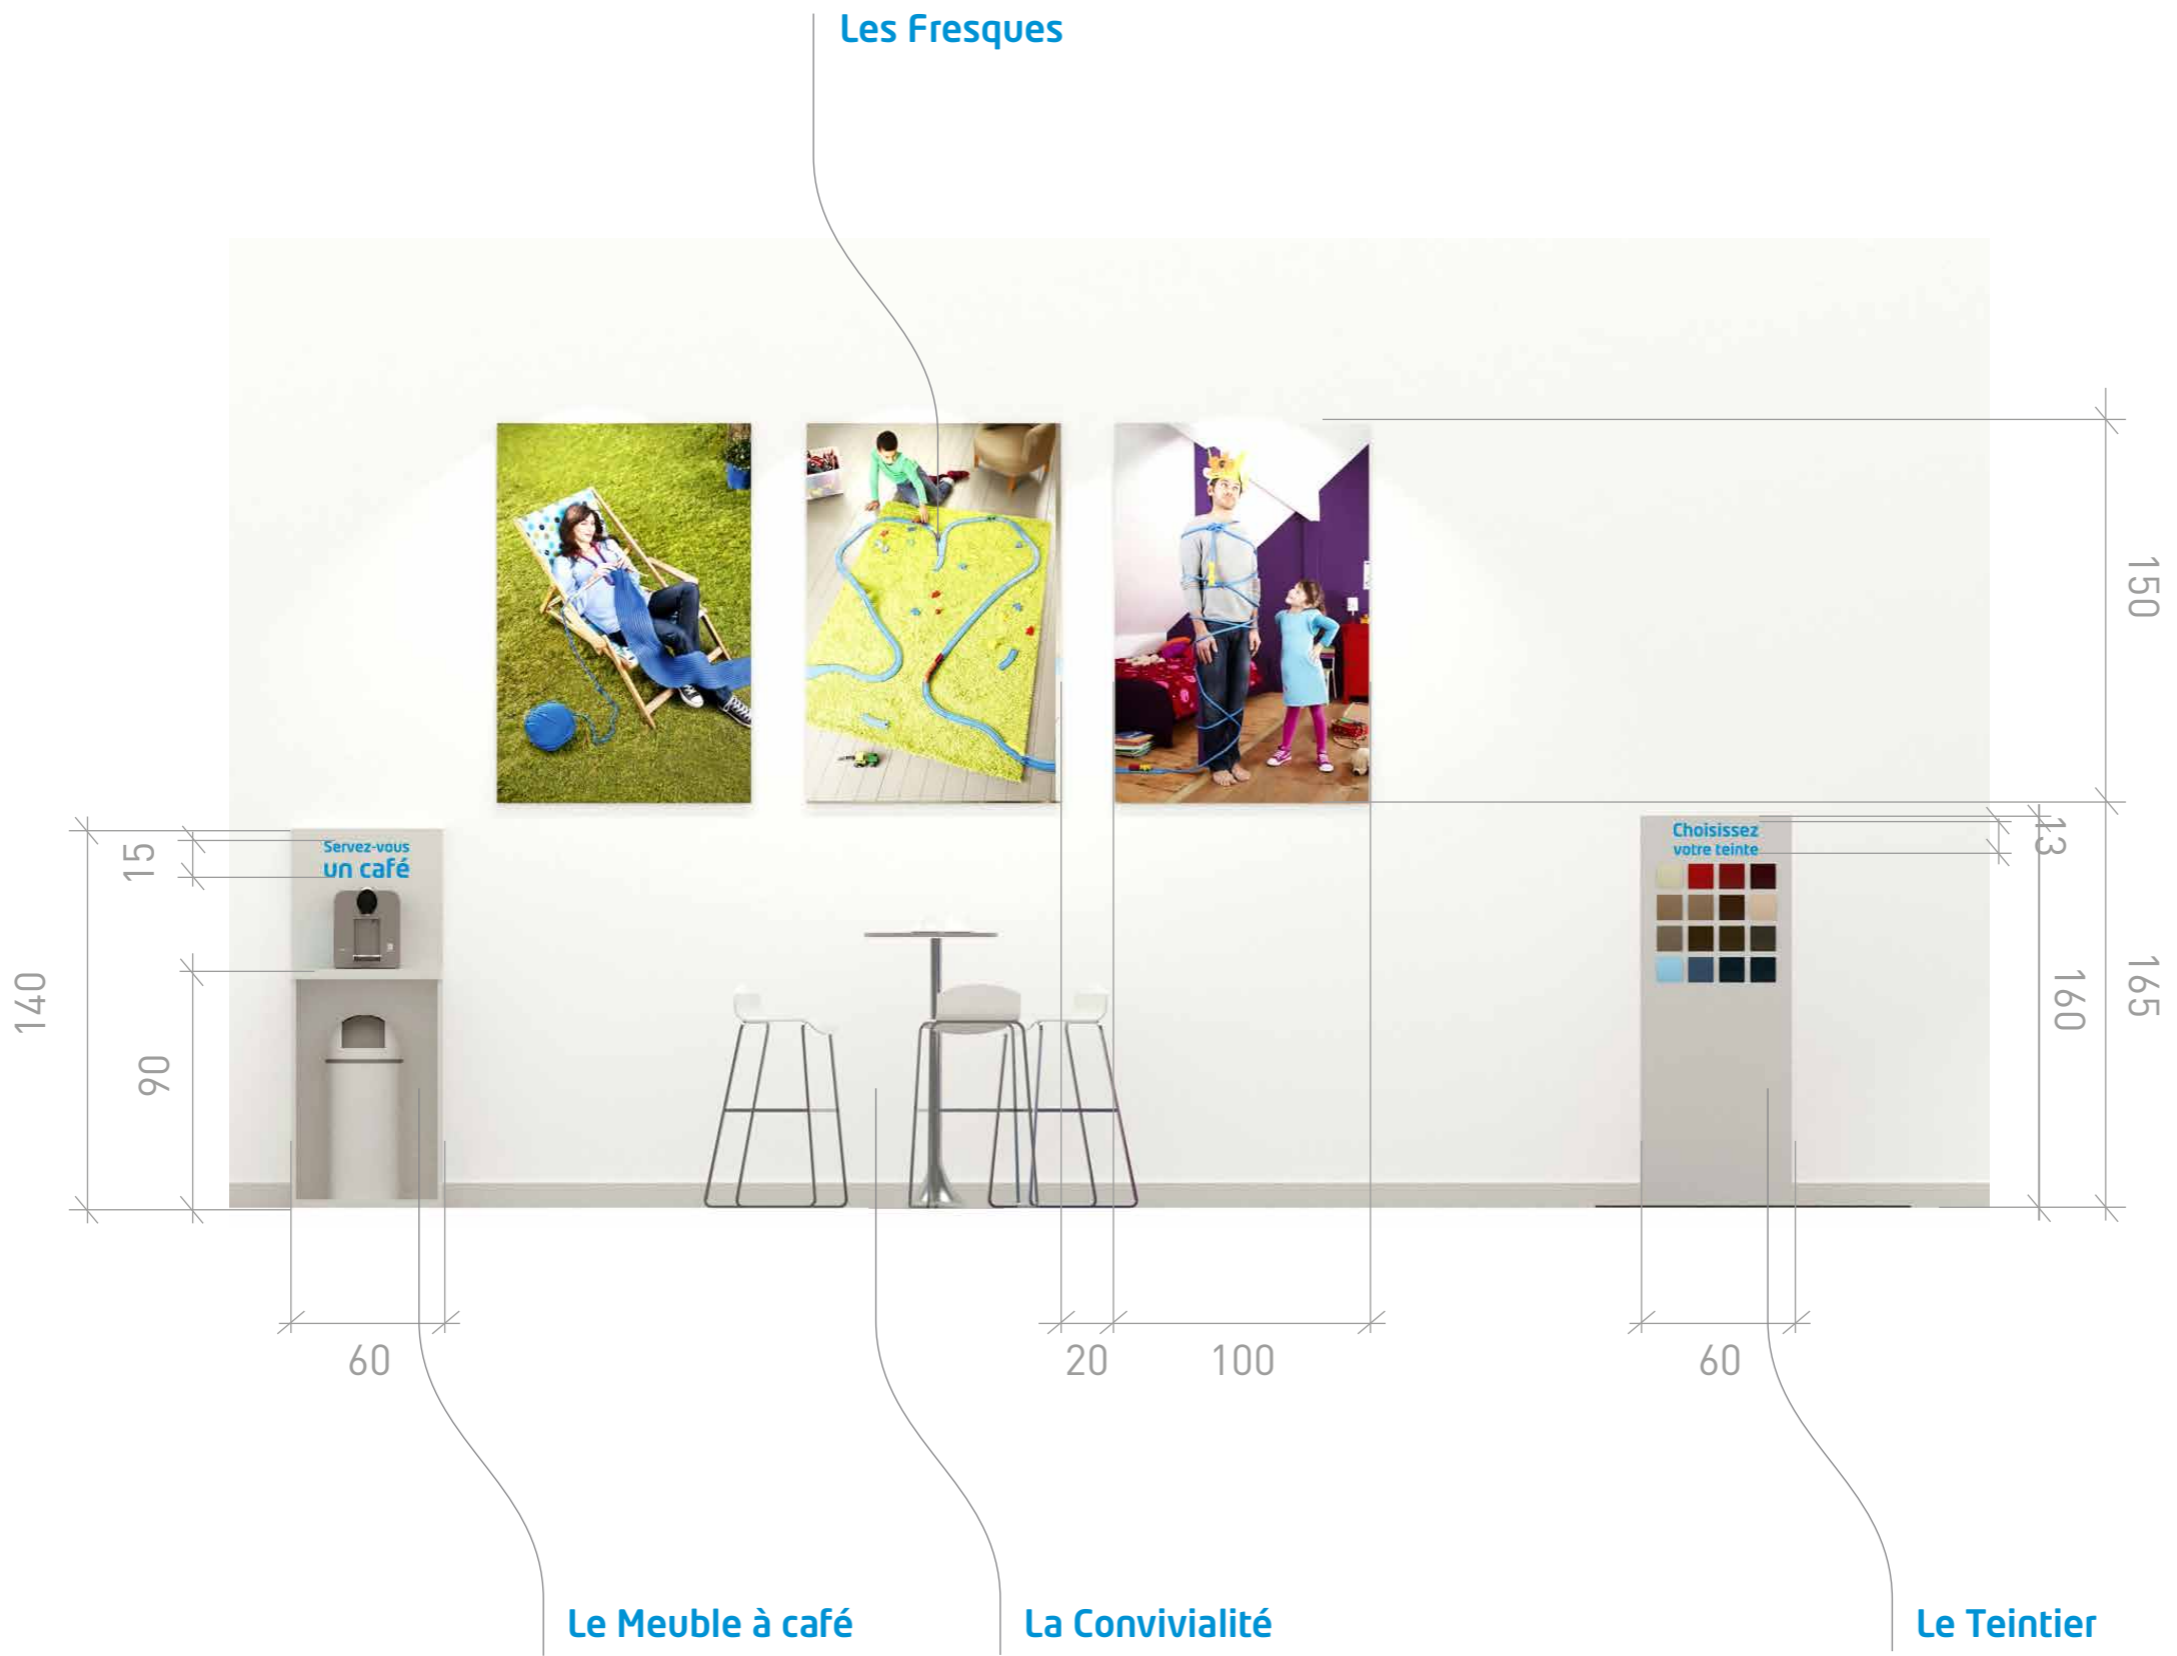 Les Fresques
150
Servez-vous
un café
Choisissez
votre teinte
15
13
140
90
160
165
60
20
100
60
Le Meuble à café
La Convivialité
Le Teintier